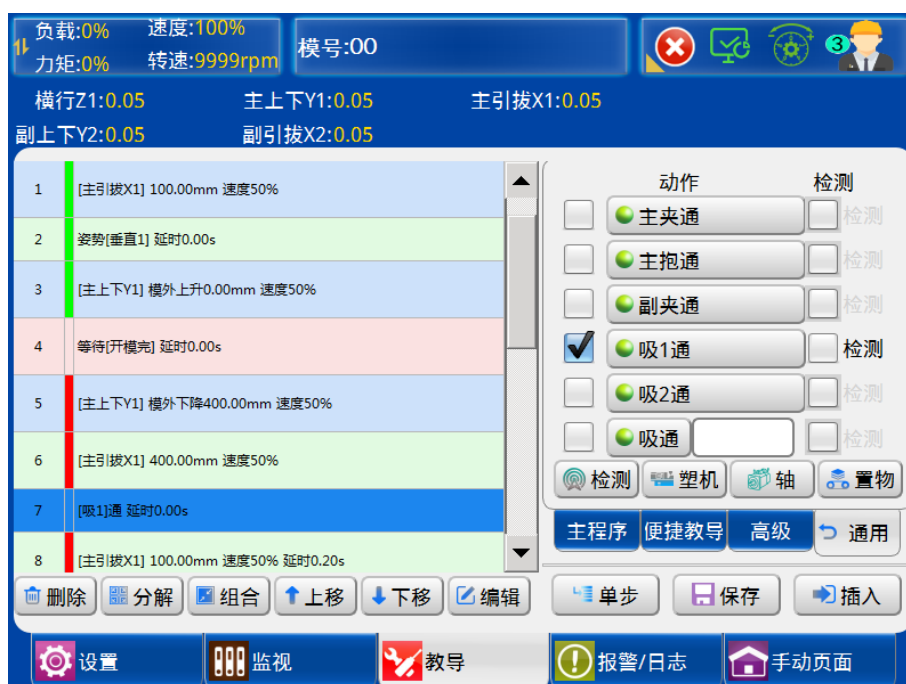 负载:0% 速度:100%
力矩:0% 转速:9999rpm
模号:00
3
横行Z1:0.05 主上下Y1:0.05 主引拔X1:0.05
副上下Y2:0.05 副引拔X2:0.05
1 [主引拔X1] 100.00mm 速度50%
2 姿势[垂直1] 延时0.00s
3 [主上下Y1] 模外上升0.00mm 速度50%
4 等待[开模完] 延时0.00s
5 [主上下Y1] 模外下降400.00mm 速度50%
6 [主引拔X1] 400.00mm 速度50%
7 [吸1]通 延时0.00s
8 [主引拔X1] 100.00mm 速度50% 延时0.20s
动作 检测
主夹通 检测
主抱通 检测
副夹通 检测
吸1通 检测
吸2通 检测
吸通 检测
检测 塑机 轴 置物
主程序 便捷教导 高级 通用
删除 分解 组合 上移 下移 编辑 单步 保存 插入
设置 监视 教导 报警/日志 手动页面